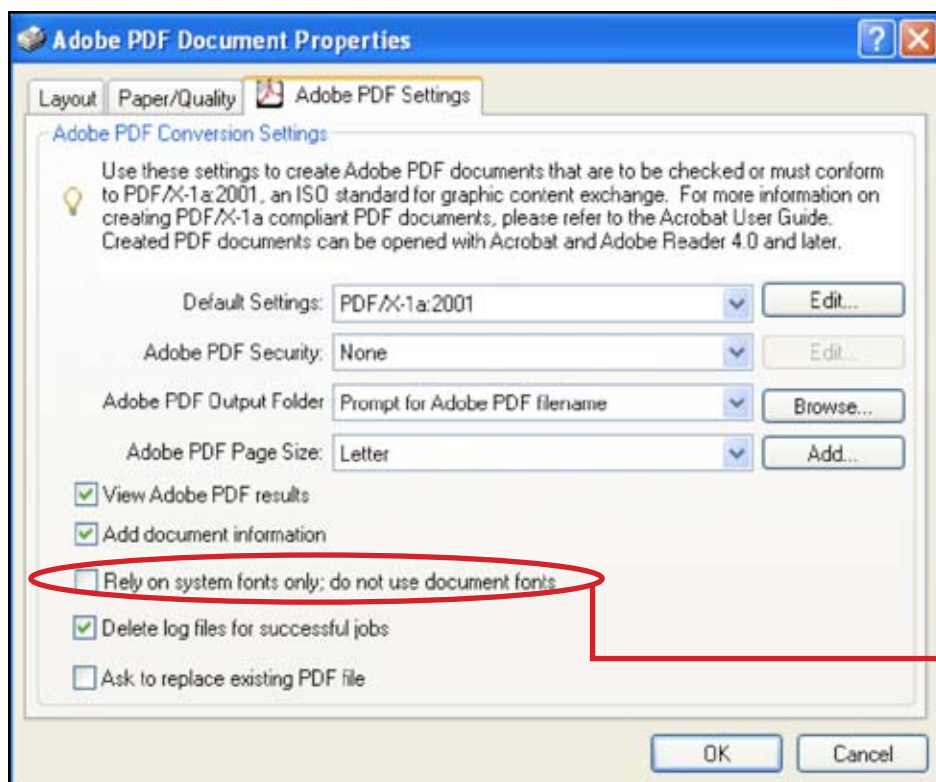 Adobe PDF Document Properties
Layout Paper/Quality Adobe PDF Settings
Adobe PDF Conversion Settings
Use these settings to create Adobe PDF documents that are to be checked or must conform
to PDF/X-1a:2001, an ISO standard for graphic content exchange. For more information on
creating PDF/X-1a compliant PDF documents, please refer to the Acrobat User Guide.
Created PDF documents can be opened with Acrobat and Adobe Reader 4.0 and later.
Default Settings: PDF/X-1a:2001 Edit...
Adobe PDF Security: None Edit...
Adobe PDF Output Folder Prompt for Adobe PDF filename Browse...
Adobe PDF Page Size: Letter Add...
View Adobe PDF results
Add document information
Rely on system fonts only; do not use document fonts
Delete log files for successful jobs
Ask to replace existing PDF file
OK Cancel